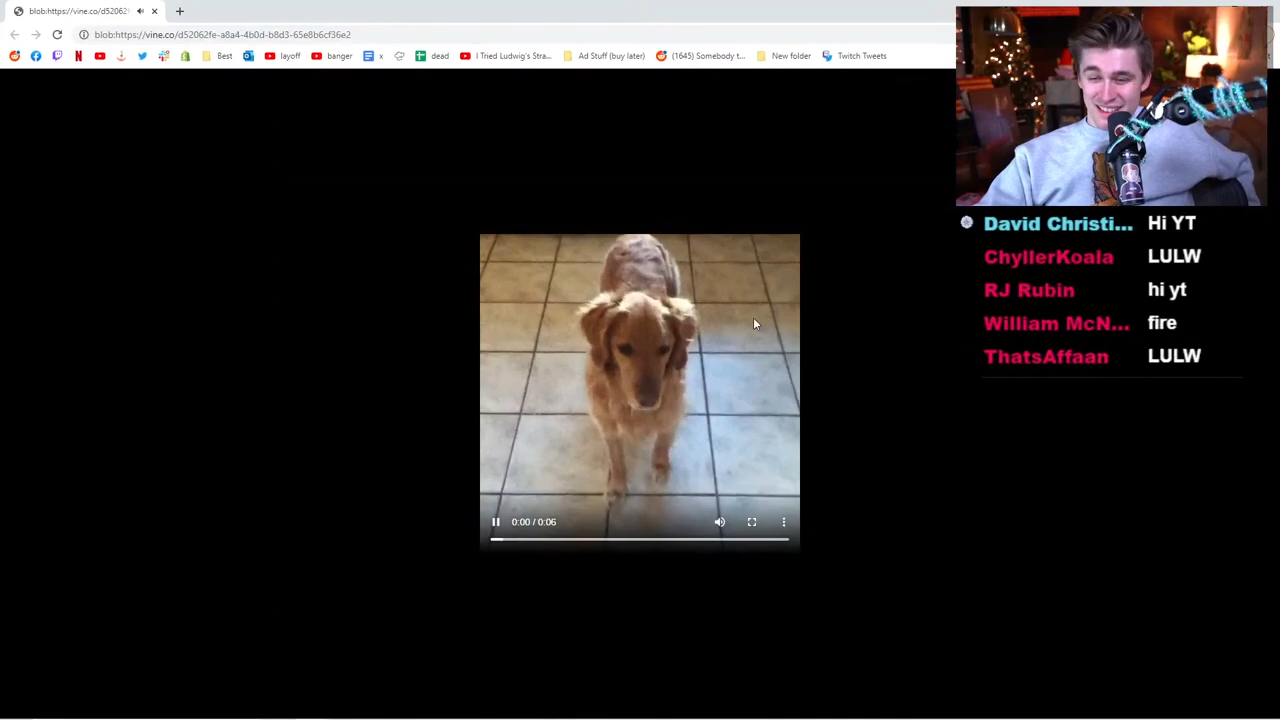 blob:https://vine.co/d52062
blob:https://vine.co/d52062fe-a8a4-4b0d-b8d3-65e8b6cf36e2
Best layoff banger x dead I Tried Ludwig's Stra... Ad Stuff (buy later) (1645) Somebody t... New folder Twitch Tweets
David Christi... Hi YT
ChyllerKoala LULW
RJ Rubin hi yt
William McN... fire
ThatsAffaan LULW
0:00 / 0:06